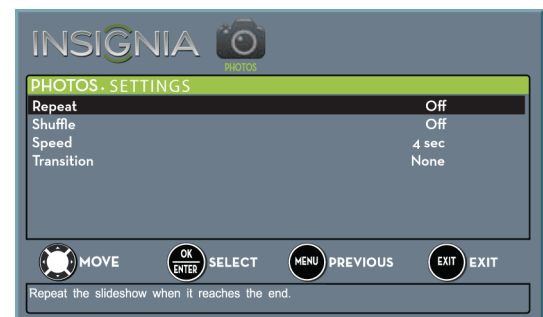 INSIGNIA
PHOTOS
PHOTOS · SETTINGS
Repeat Off
Shuffle Off
Speed 4 sec
Transition None
MOVE OK ENTER SELECT MENU PREVIOUS EXIT EXIT
Repeat the slideshow when it reaches the end.